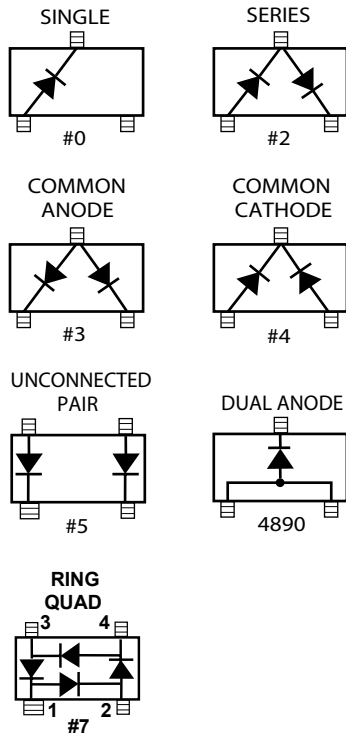 SINGLE
SERIES
#0
#2
COMMON
ANODE
COMMON
CATHODE
#3
#4
UNCONNECTED
PAIR
DUAL ANODE
#5
4890
RING
QUAD
3 4
1 2
#7